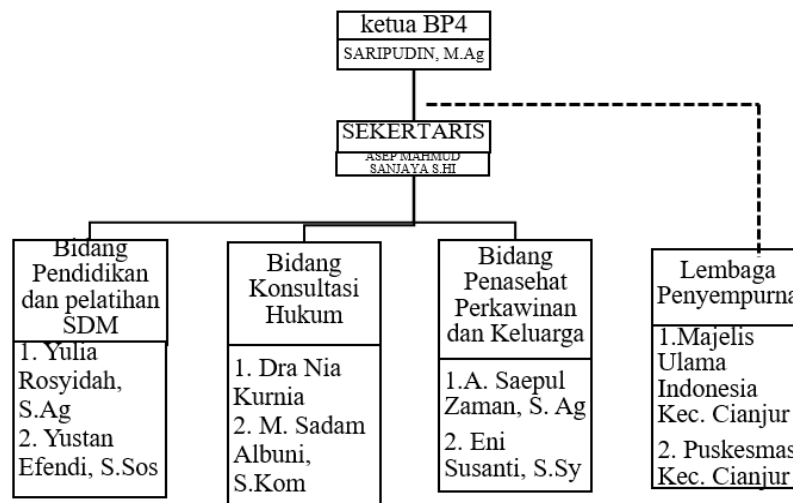 ketua BP4
SARIPUDIN, M.Ag
SEKERTARIS
ASEP MAHMUD
SANJAYA S.HI
Bidang
Pendidikan
dan pelatihan
SDM
1. Yulia
Rosyidah,
S.Ag
2. Yustan
Efendi, S.Sos
Bidang
Konsultasi
Hukum
1. Dra Nia
Kurnia
2. M. Sadam
Albuni,
S.Kom
Bidang
Penasehat
Perkawinan
dan Keluarga
1.A. Saepul
Zaman, S. Ag
2. Eni
Susanti, S.Sy
Lembaga
Penyempurna
1.Majelis
Ulama
Indonesia
Kec. Cianjur
2. Puskesmas
Kec. Cianjur